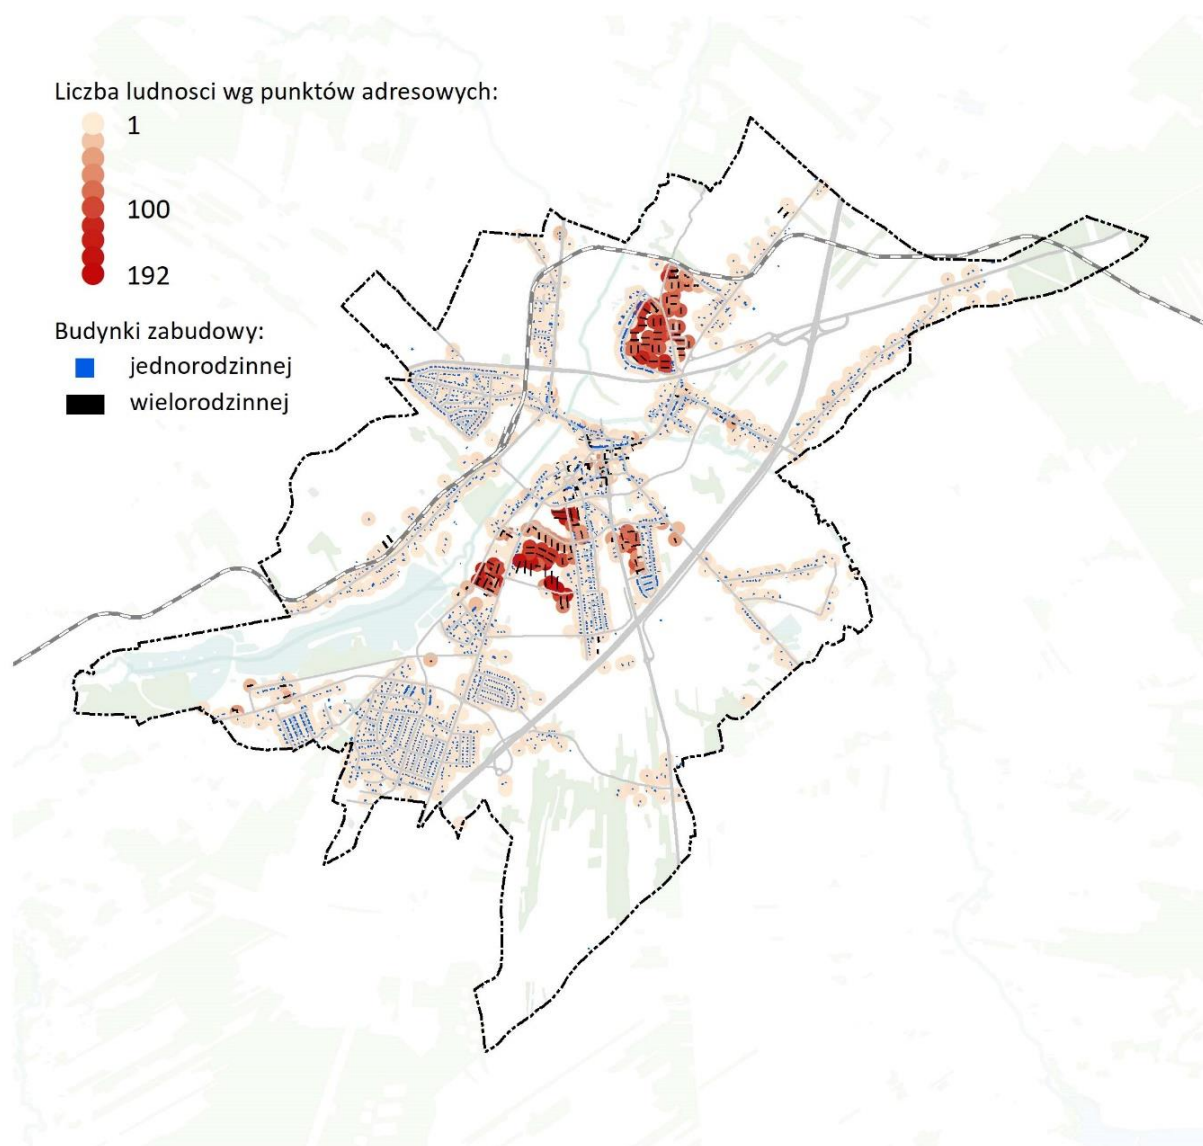 Liczba ludnosci wg punktów adresowych:
1
100
192
Budynki zabudowy:
jednorodzinnej
wielorodzinnej